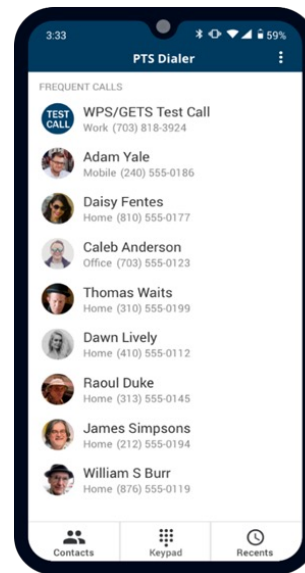 3:33
59%
PTS Dialer
FREQUENT CALLS
TEST
CALL
WPS/GETS Test Call
Work (703) 818-3924
Adam Yale
Mobile (240) 555-0186
Daisy Fentes
Home (810) 555-0177
Caleb Anderson
Office (703) 555-0123
Thomas Waits
Home (310) 555-0199
Dawn Lively
Home (410) 555-0112
Raoul Duke
Home (313) 555-0145
James Simpsons
Home (212) 555-0194
William S Burr
Home (876) 555-0119
Contacts
Keypad
Recents